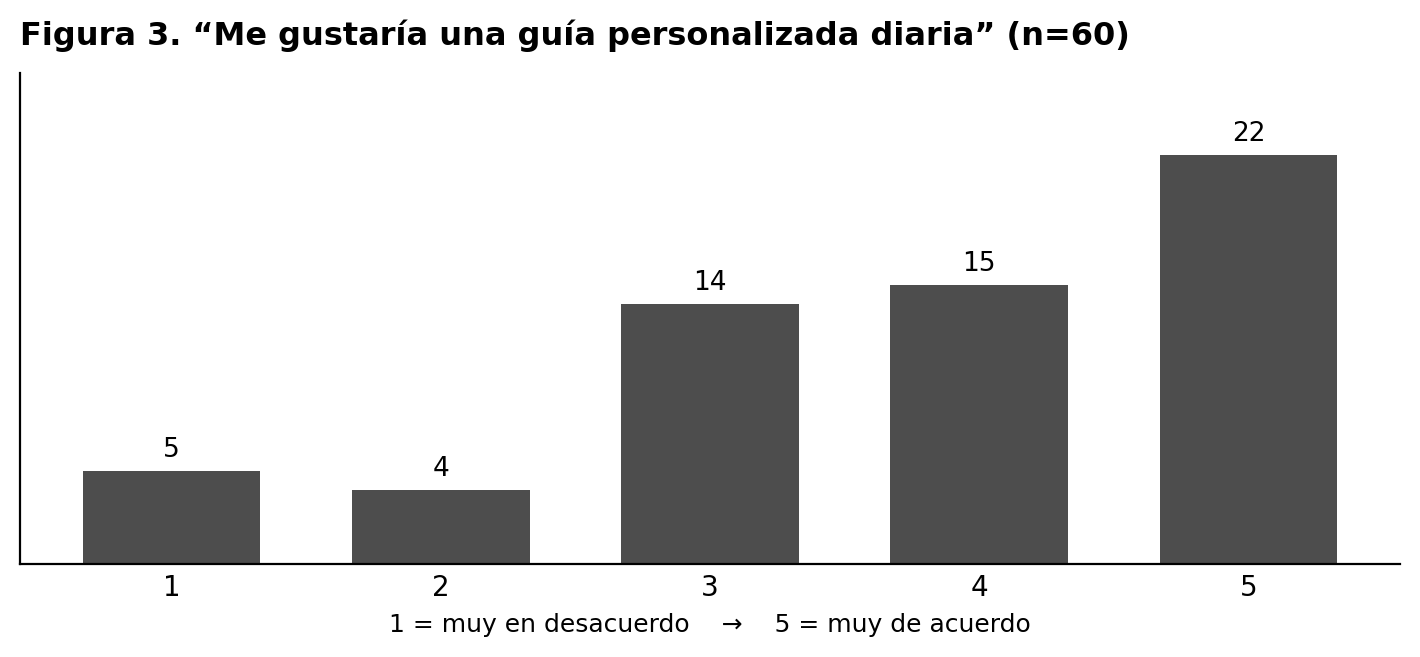 Figura 3. “Me gustaría una guía personalizada diaria” (n=60)
22
15
14
5
4
1 2 3 4 5
1 = muy en desacuerdo → 5 = muy de acuerdo